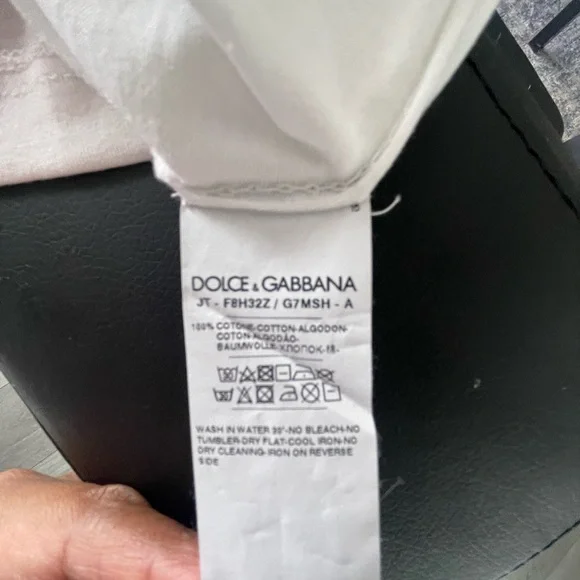 DOLCE & GABBANA
JT - F8H32Z / G7MSH - A
100% COTONE-COTTON-ALGODON-
COTON-ALGODÃO-
BAUMWOLLE-ХЛОПОК-棉-
WASH IN WATER 30°-NO BLEACH-NO
TUMBLER-DRY FLAT-COOL IRON-NO
DRY CLEANING-IRON ON REVERSE
SIDE